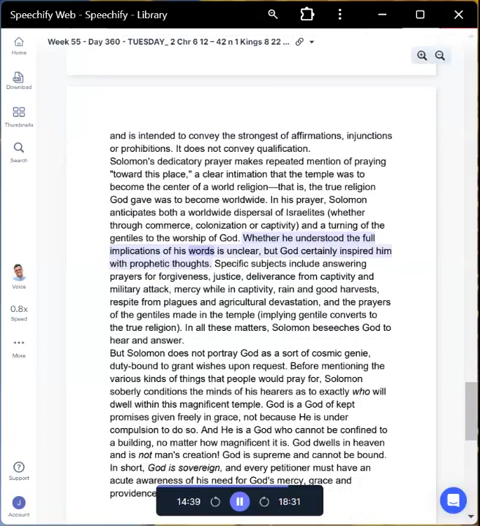 Speechify Web - Speechify - Library
Week 55 - Day 360 - TUESDAY_ 2 Chr 6 12 – 42 n 1 Kings 8 22 ...
Home
Download
Thumbnails
Search
Voice
0.8x
Speed
More
Support
J
Account
and is intended to convey the strongest of affirmations, injunctions
or prohibitions. It does not convey qualification.
Solomon's dedicatory prayer makes repeated mention of praying
"toward this place," a clear intimation that the temple was to
become the center of a world religion—that is, the true religion
God gave was to become worldwide. In his prayer, Solomon
anticipates both a worldwide dispersal of Israelites (whether
through commerce, colonization or captivity) and a turning of the
gentiles to the worship of God. Whether he understood the full
implications of his words is unclear, but God certainly inspired him
with prophetic thoughts. Specific subjects include answering
prayers for forgiveness, justice, deliverance from captivity and
military attack, mercy while in captivity, rain and good harvests,
respite from plagues and agricultural devastation, and the prayers
of the gentiles made in the temple (implying gentile converts to
the true religion). In all these matters, Solomon beseeches God to
hear and answer.
But Solomon does not portray God as a sort of cosmic genie,
duty-bound to grant wishes upon request. Before mentioning the
various kinds of things that people would pray for, Solomon
soberly conditions the minds of his hearers as to exactly who will
dwell within this magnificent temple. God is a God of kept
promises given freely in grace, not because He is under
compulsion to do so. And He is a God who cannot be confined to
a building, no matter how magnificent it is. God dwells in heaven
and is not man's creation! God is supreme and cannot be bound.
In short, God is sovereign, and every petitioner must have an
acute awareness of his need for God's mercy, grace and
providence
14:39
18:31